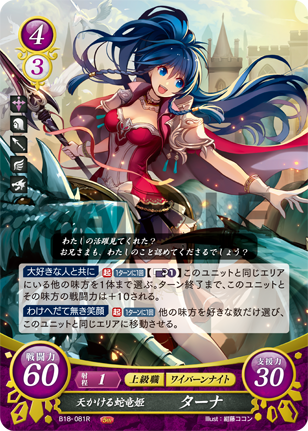 4
3
わたしの活躍見てくれた?
お兄さまも、わたしのこと認めてくださるでしょう?
大好きな人と共に 起 1ターンに1回 【 1】このユニットと同じエリア
にいる他の味方を1体まで選ぶ。ターン終了まで、このユニットと
その味方の戦闘力は+10される。
わけへだて無き笑顔 起 1ターンに1回 他の味方を好きな数だけ選び、
このユニットと同じエリアに移動させる。
戦闘力
60
射程 1 上級職 ワイバーンナイト
支援力
30
天かける蛇竜姫 ターナ
B18-081R
Illust:紺藤ココン